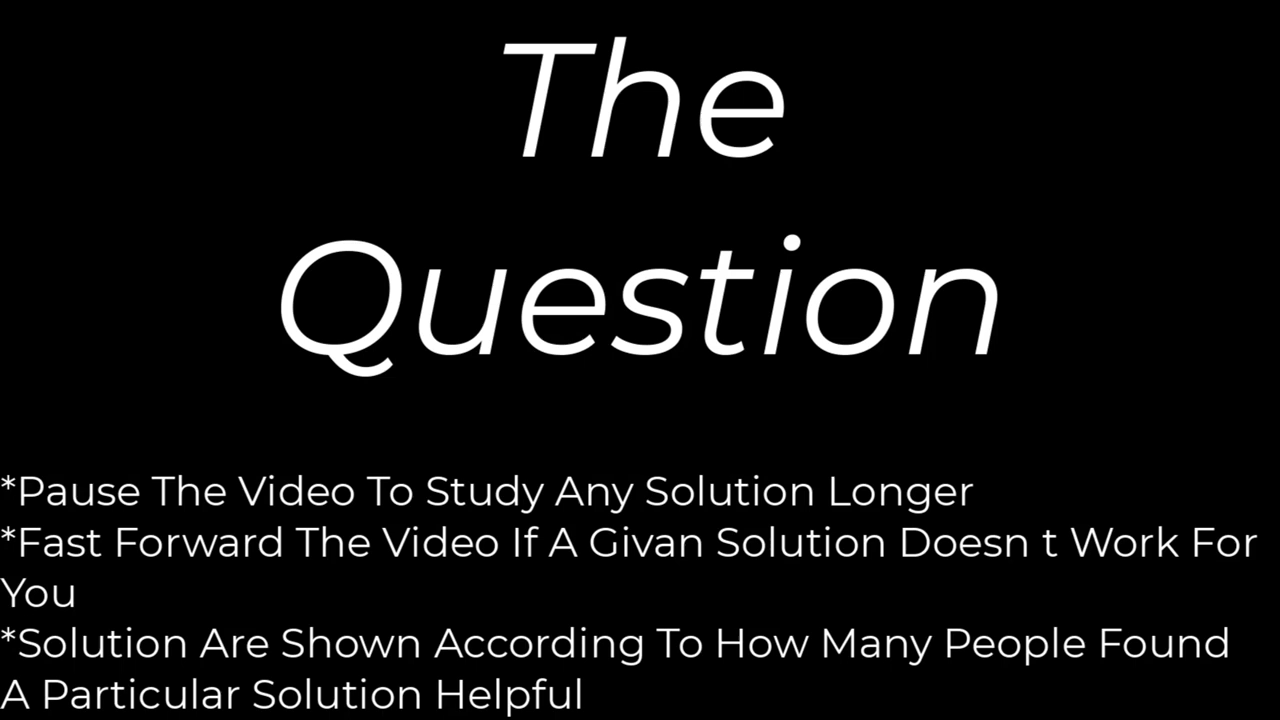 The
Question
*Pause The Video To Study Any Solution Longer
*Fast Forward The Video If A Givan Solution Doesn t Work For
You
*Solution Are Shown According To How Many People Found
A Particular Solution Helpful